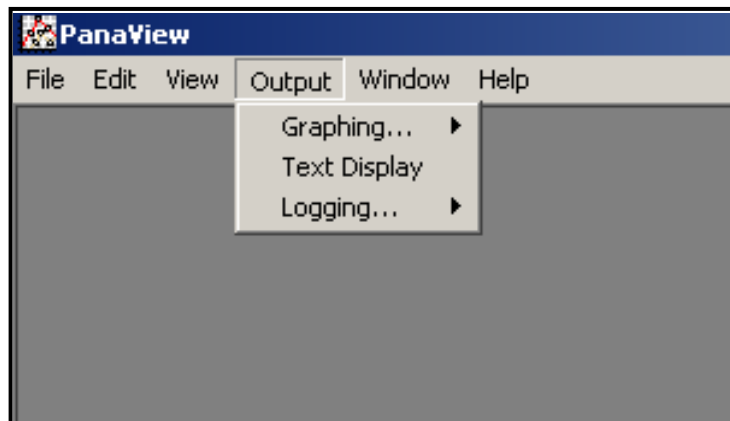 PanaView
File Edit View Output Window Help
Graphing...
Text Display
Logging...